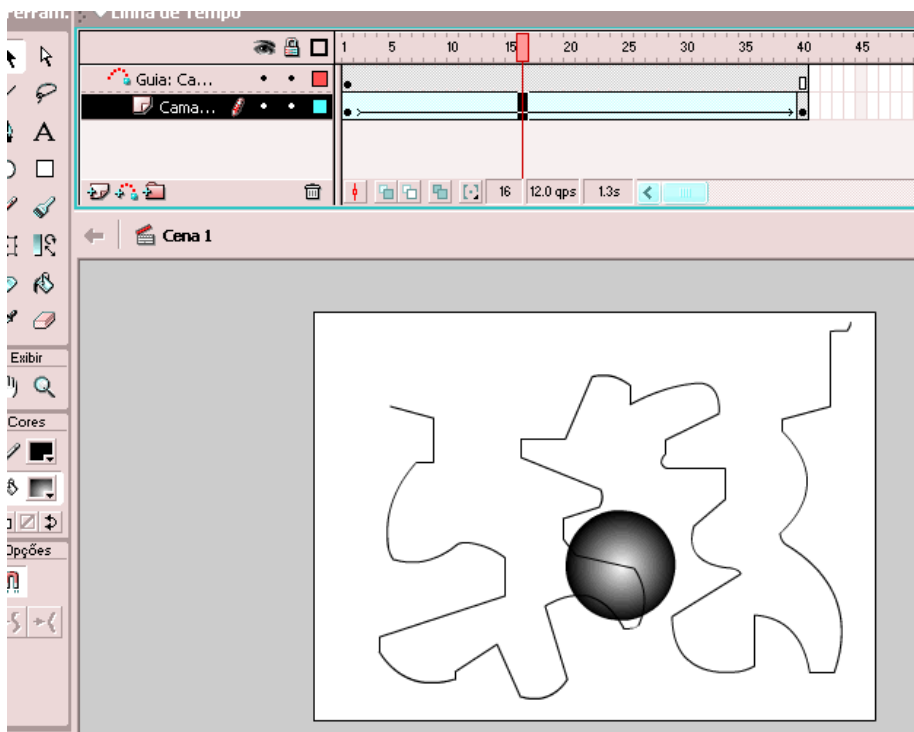 Ferram.
Linha de Tempo
1 5 10 15 20 25 30 35 40 45
Guia: Ca...
Cama...
A
16 12.0 qps 1.3s
Cena 1
Exibir
Cores
Opções